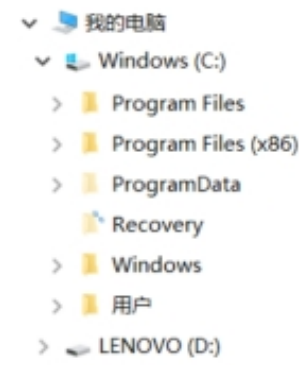 我的电脑
Windows (C:)
Program Files
Program Files (x86)
ProgramData
Recovery
Windows
用户
LENOVO (D:)